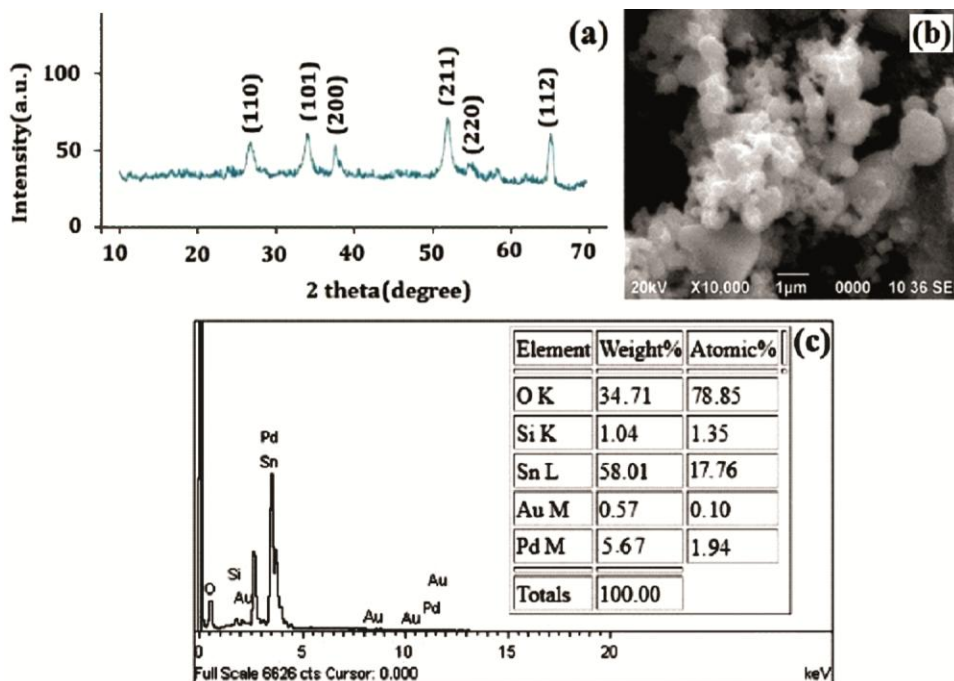 (a)
Intensity(a.u.)
100
50
0
(110)
(101)
(200)
(211)
(220)
(112)
10 20 30 40 50 60 70
2 theta(degree)
(b)
20kV X10,000 1µm 0000 10 36 SE
(c)
Element Weight% Atomic%
O K 34.71 78.85
Si K 1.04 1.35
Sn L 58.01 17.76
Au M 0.57 0.10
Pd M 5.67 1.94
Totals 100.00
Pd
Sn
Si
O
Au
Au
Au
Au
Pd
0 5 10 15 20
Full Scale 6626 cts Cursor: 0.000 keV